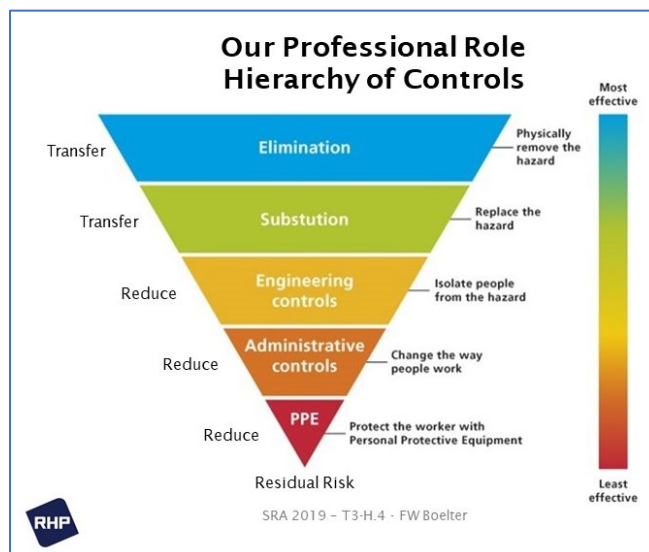 Our Professional Role
Hierarchy of Controls
Most
effective
Transfer
Elimination
Physically
remove the
hazard
Transfer
Substution
Replace the
hazard
Reduce
Engineering
controls
Isolate people
from the hazard
Reduce
Administrative
controls
Change the way
people work
Reduce
PPE
Protect the worker with
Personal Protective Equipment
Residual Risk
Least
effective
RHP
SRA 2019 – T3-H.4 - FW Boelter